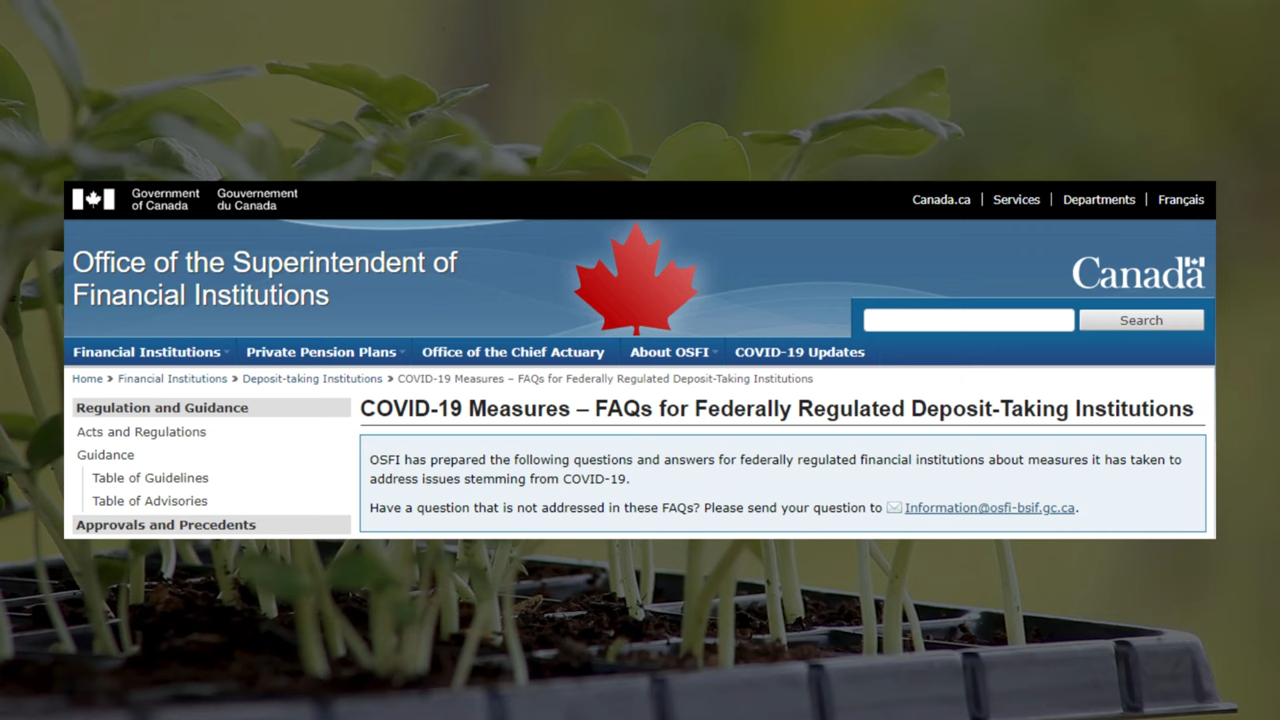 Government
of Canada
Gouvernement
du Canada
Canada.ca | Services | Departments | Français
Office of the Superintendent of
Financial Institutions
Canada
Search
Financial Institutions Private Pension Plans Office of the Chief Actuary About OSFI COVID-19 Updates
Home > Financial Institutions > Deposit-taking Institutions > COVID-19 Measures – FAQs for Federally Regulated Deposit-Taking Institutions
Regulation and Guidance
Acts and Regulations
Guidance
Table of Guidelines
Table of Advisories
Approvals and Precedents
COVID-19 Measures – FAQs for Federally Regulated Deposit-Taking Institutions
OSFI has prepared the following questions and answers for federally regulated financial institutions about measures it has taken to
address issues stemming from COVID-19.
Have a question that is not addressed in these FAQs? Please send your question to Information@osfi-bsif.gc.ca.